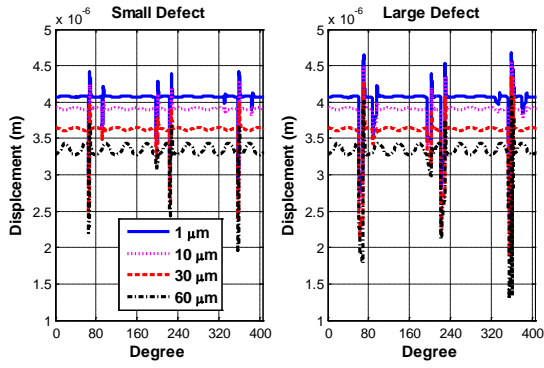 Small Defect
x 10^-6
5
4.5
4
3.5
3
2.5
2
1.5
1
Displcement (m)
0 80 160 240 320 400
Degree
1 μm
10 μm
30 μm
60 μm
Large Defect
x 10^-6
5
4.5
4
3.5
3
2.5
2
1.5
1
Displcement (m)
0 80 160 240 320 400
Degree